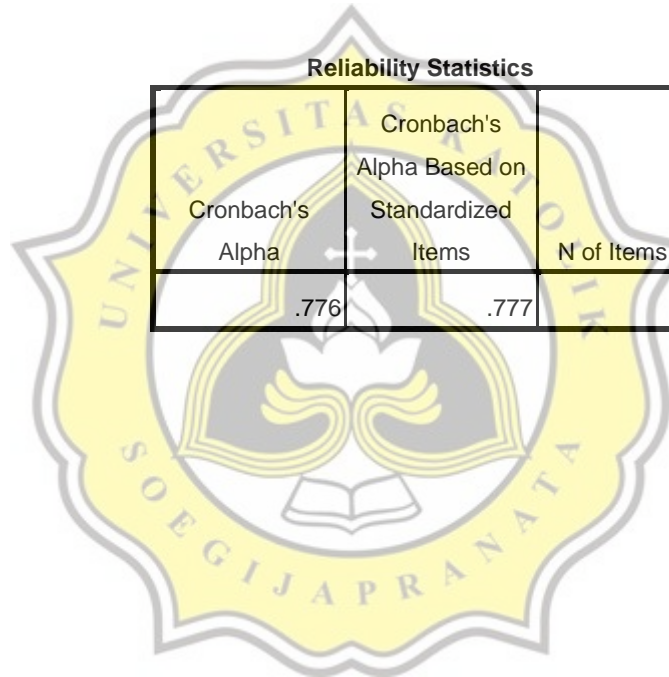 Reliability Statistics
Cronbach's Alpha
Cronbach's Alpha Based on Standardized Items
N of Items
.776
.777
UNIVERSITAS KATOLIK
SOEGIJAPRANATA